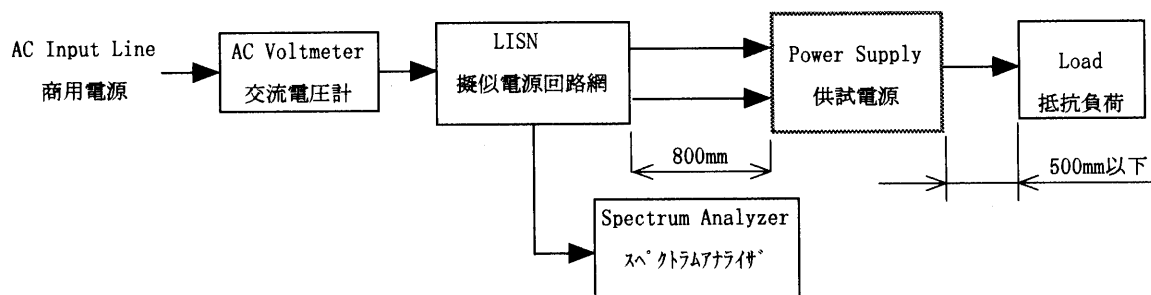 AC Input Line
商用電源
AC Voltmeter
交流電圧計
LISN
擬似電源回路網
Power Supply
供試電源
Load
抵抗負荷
800mm
500mm以下
Spectrum Analyzer
ｽﾍﾟｸﾄﾗﾑｱﾅﾗｲｻﾞ